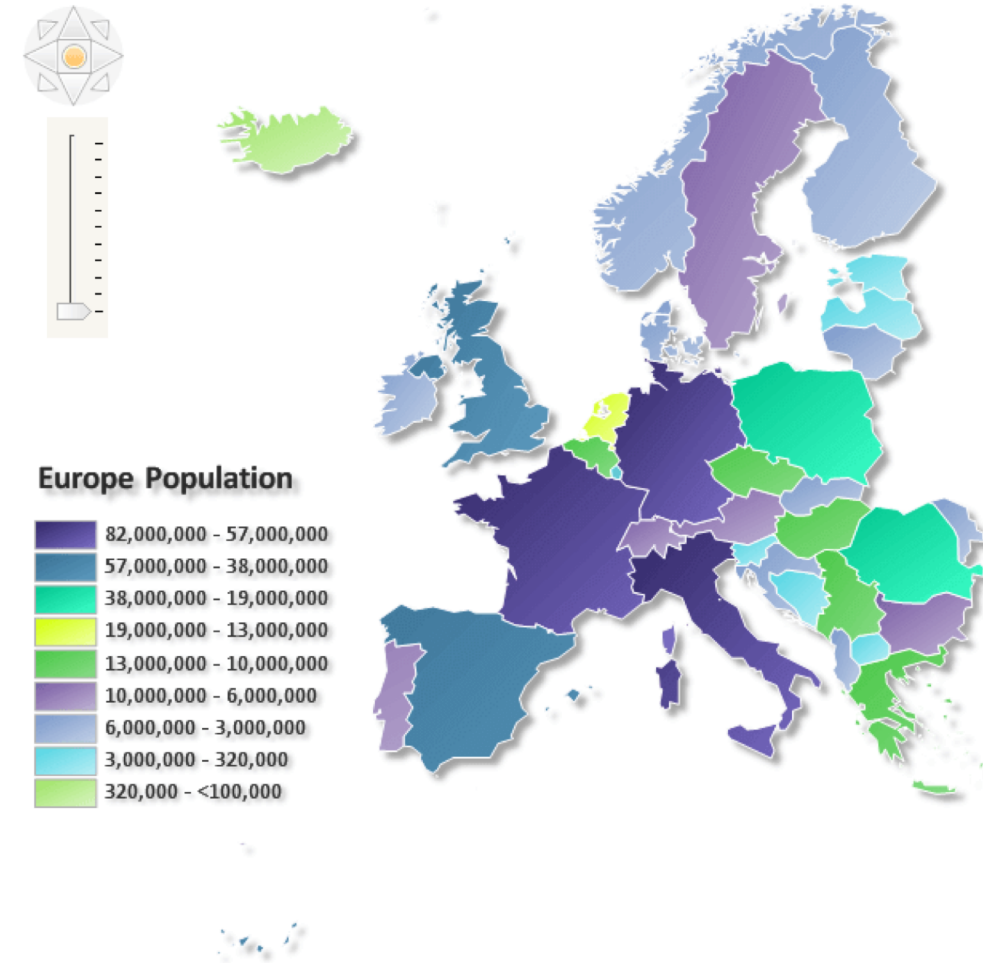 Europe Population
82,000,000 - 57,000,000
57,000,000 - 38,000,000
38,000,000 - 19,000,000
19,000,000 - 13,000,000
13,000,000 - 10,000,000
10,000,000 - 6,000,000
6,000,000 - 3,000,000
3,000,000 - 320,000
320,000 - <100,000